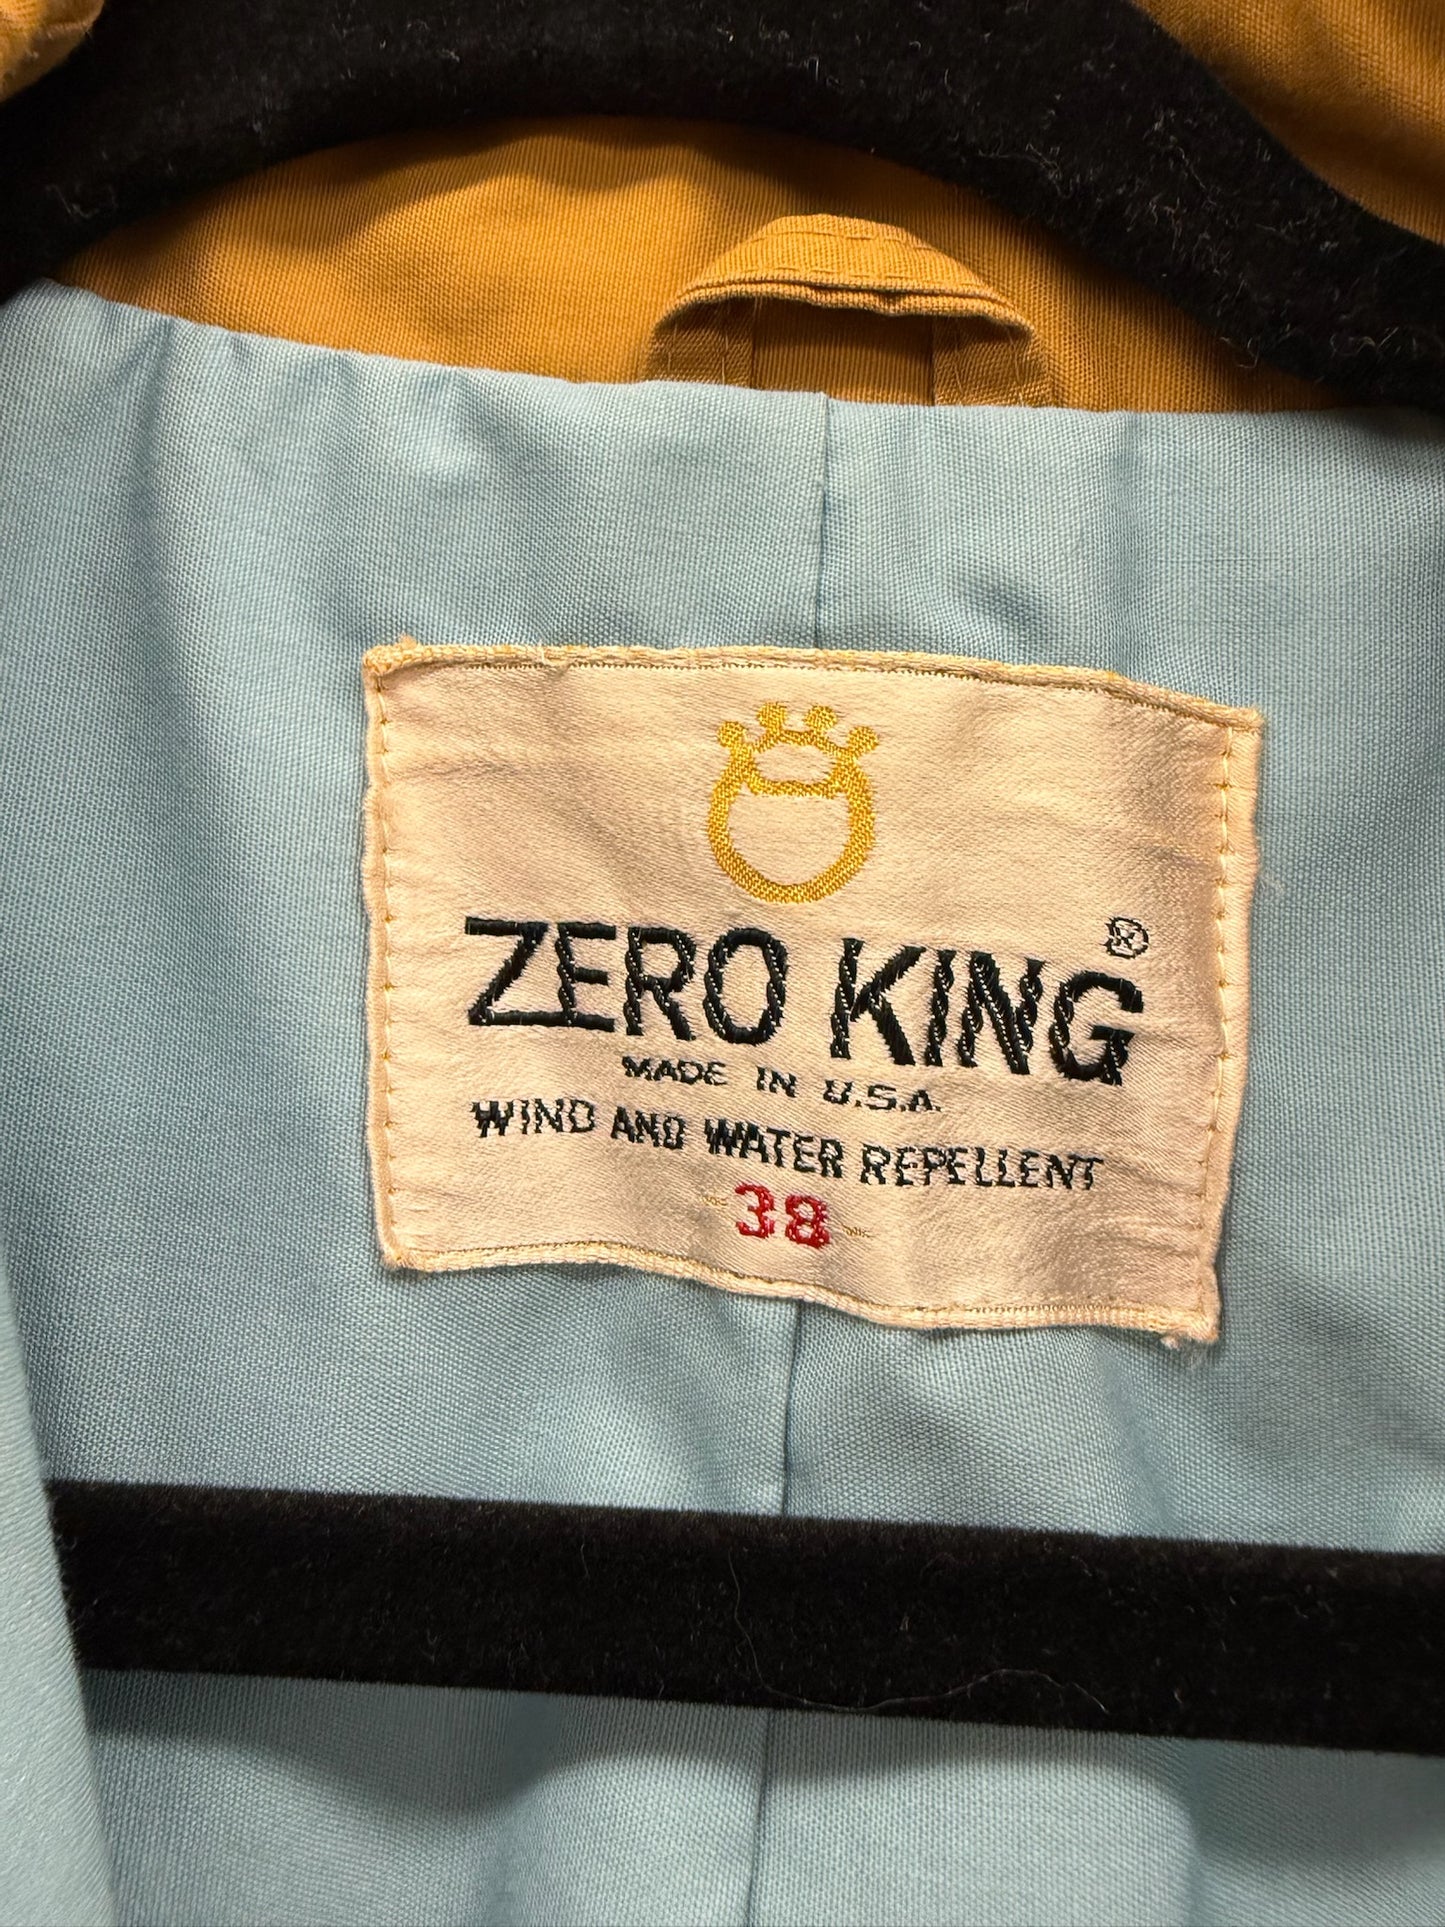 ZERO KING ®
MADE IN U.S.A.
WIND AND WATER REPELLENT
38